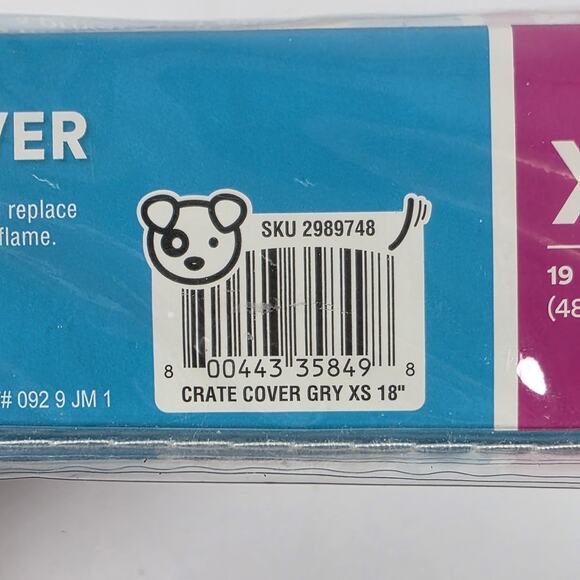 VER
replace
flame.
# 092 9 JM 1
SKU 2989748
8 00443 35849 8
CRATE COVER GRY XS 18"
X
19
(48